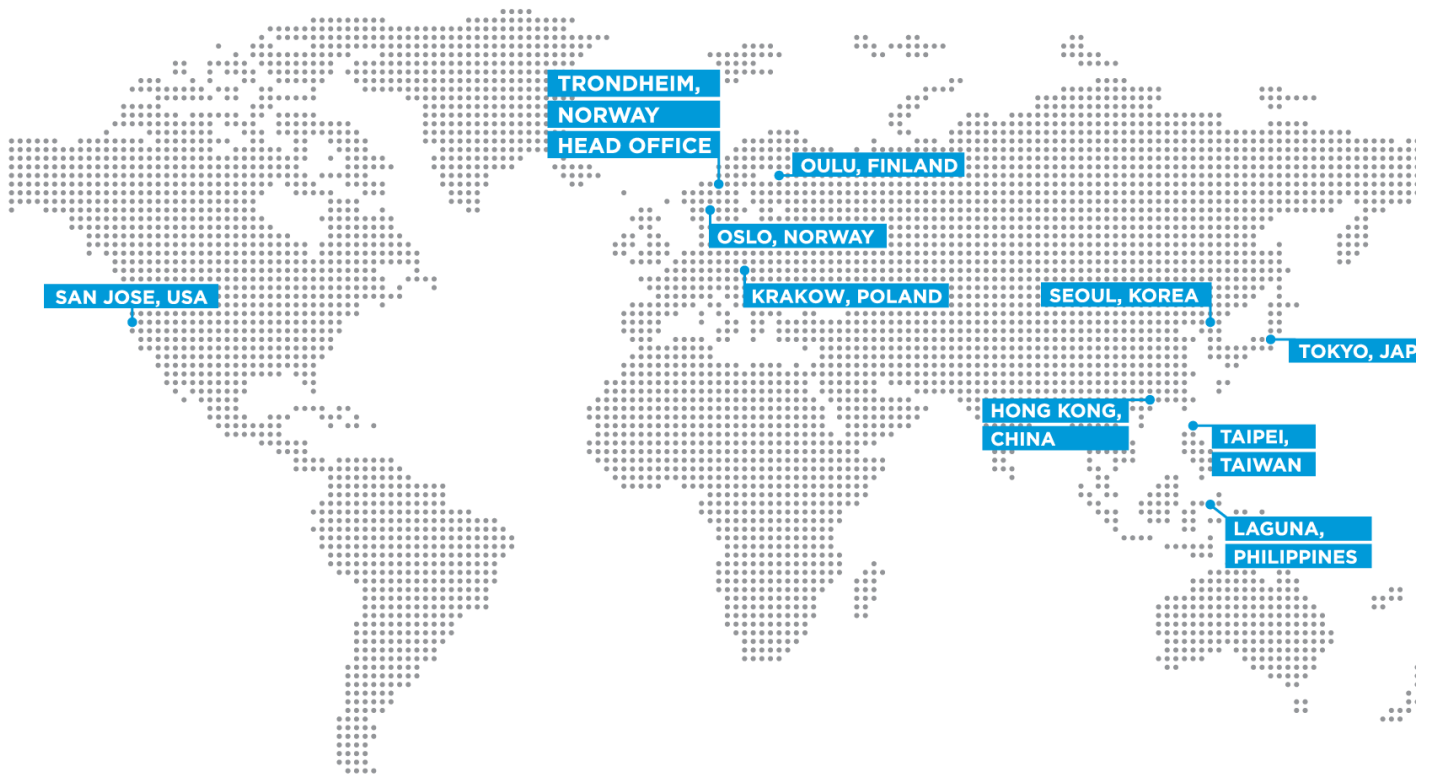 TRONDHEIM,
NORWAY
HEAD OFFICE
OULU, FINLAND
OSLO, NORWAY
SAN JOSE, USA
KRAKOW, POLAND
SEOUL, KOREA
TOKYO, JAP
HONG KONG,
CHINA
TAIPEI,
TAIWAN
LAGUNA,
PHILIPPINES